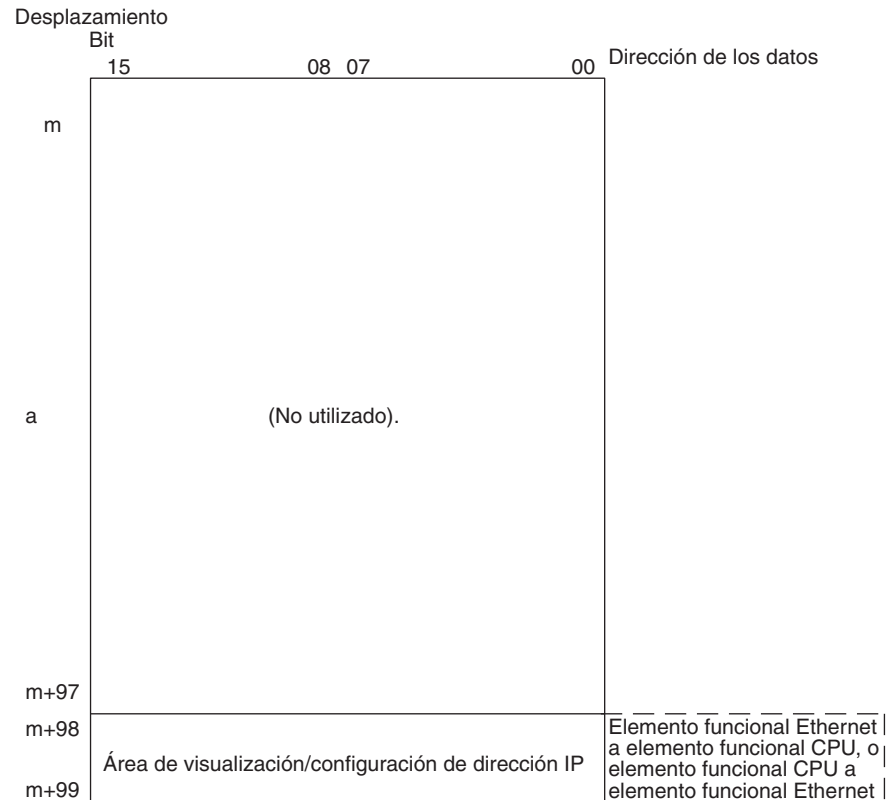 Desplazamiento
Bit
15 08 07 00 Dirección de los datos
m
a (No utilizado).
m+97
m+98
Área de visualización/configuración de dirección IP
m+99
Elemento funcional Ethernet
a elemento funcional CPU, o
elemento funcional CPU a
elemento funcional Ethernet